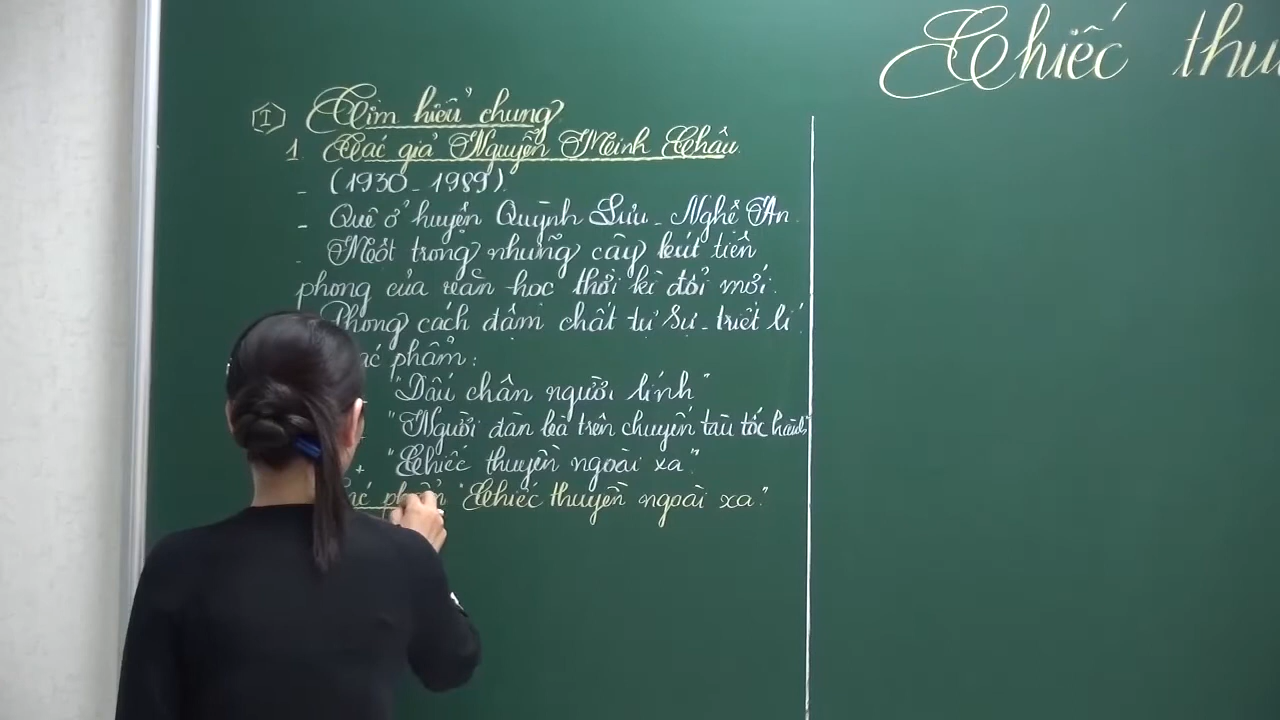 Chiếc thu
I Tìm hiểu chung
1. Tác giả Nguyễn Minh Châu.
- (1930 - 1989).
- Quê ở huyện Quỳnh Lưu - Nghệ An.
- Một trong những cây bút tiên
phong của văn học thời kì đổi mới.
Phong cách đậm chất tự sự - triết lí.
ác phẩm:
"Dấu chân người lính"
"Người đàn bà trên chuyến tàu tốc hành"
+ "Chiếc thuyền ngoài xa".
ác phẩm "Chiếc thuyền ngoài xa."